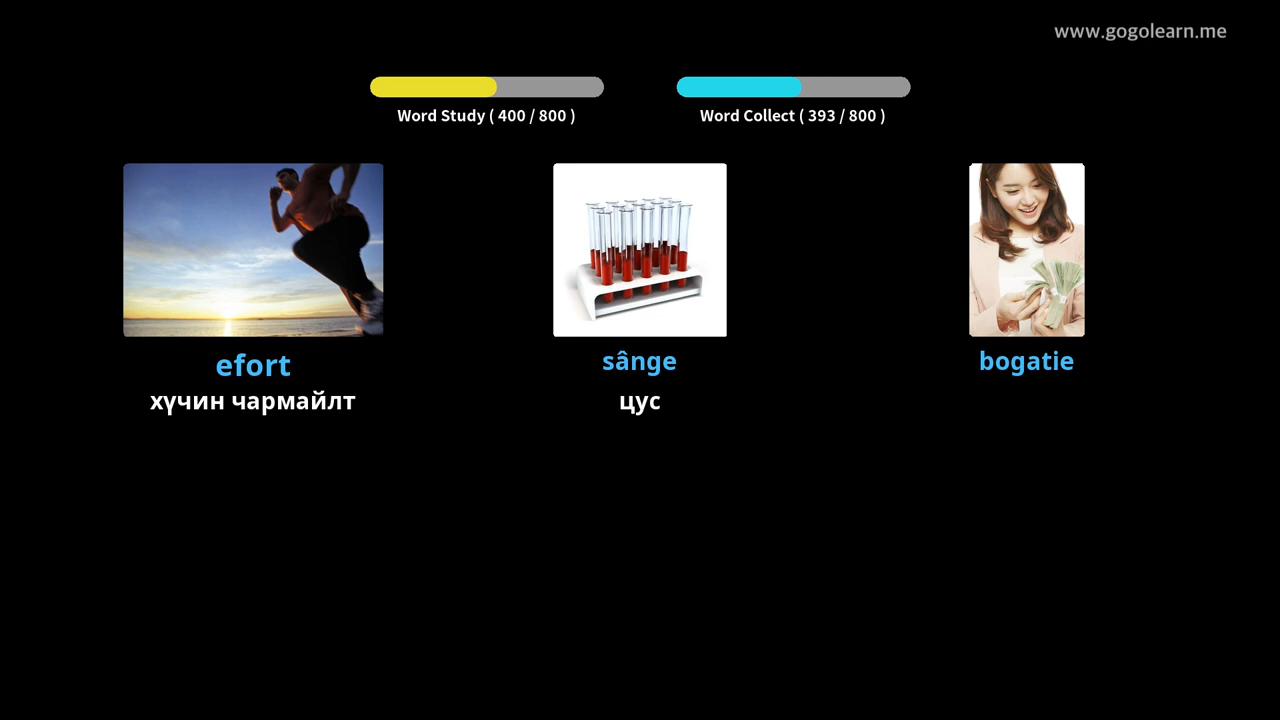 www.gogolearn.me
Word Study ( 400 / 800 )
Word Collect ( 393 / 800 )
efort
хүчин чармайлт
sânge
цус
bogatie